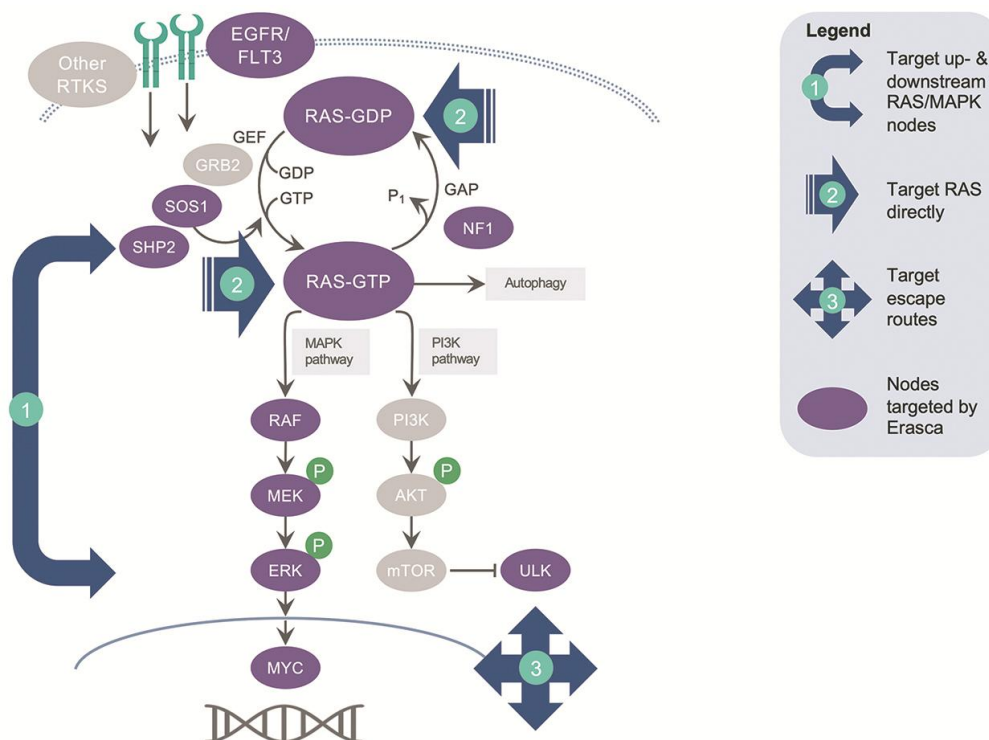 EGFR/
FLT3
Other
RTKS
RAS-GDP
2
GEF
GDP
GTP
GRB2
SOS1
SHP2
P1
GAP
NF1
2
RAS-GTP
Autophagy
MAPK
pathway
PI3K
pathway
1
RAF
PI3K
P
MEK
P
AKT
P
ERK
mTOR
ULK
MYC
3
Legend
1
Target up- &
downstream
RAS/MAPK
nodes
2
Target RAS
directly
3
Target
escape
routes
Nodes
targeted by
Erasca